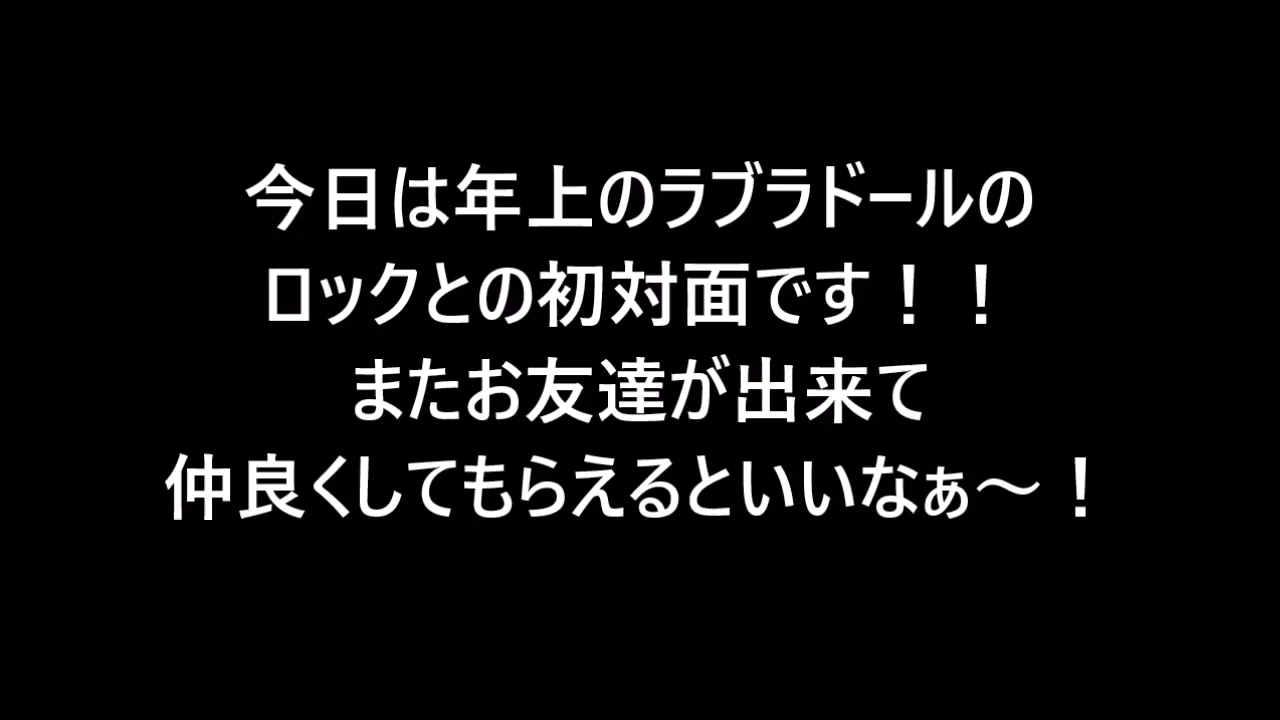 今日は年上のラブラドールの
ロックとの初対面です！！
またお友達が出来て
仲良くしてもらえるといいなぁ～！